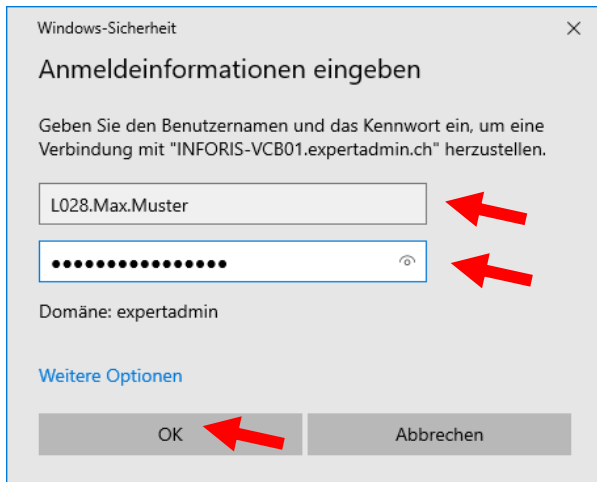 Windows-Sicherheit
Anmeldeinformationen eingeben
Geben Sie den Benutzernamen und das Kennwort ein, um eine
Verbindung mit "INFORIS-VCB01.expertadmin.ch" herzustellen.
L028.Max.Muster
●●●●●●●●●●●●●●●●
Domäne: expertadmin
Weitere Optionen
OK
Abbrechen